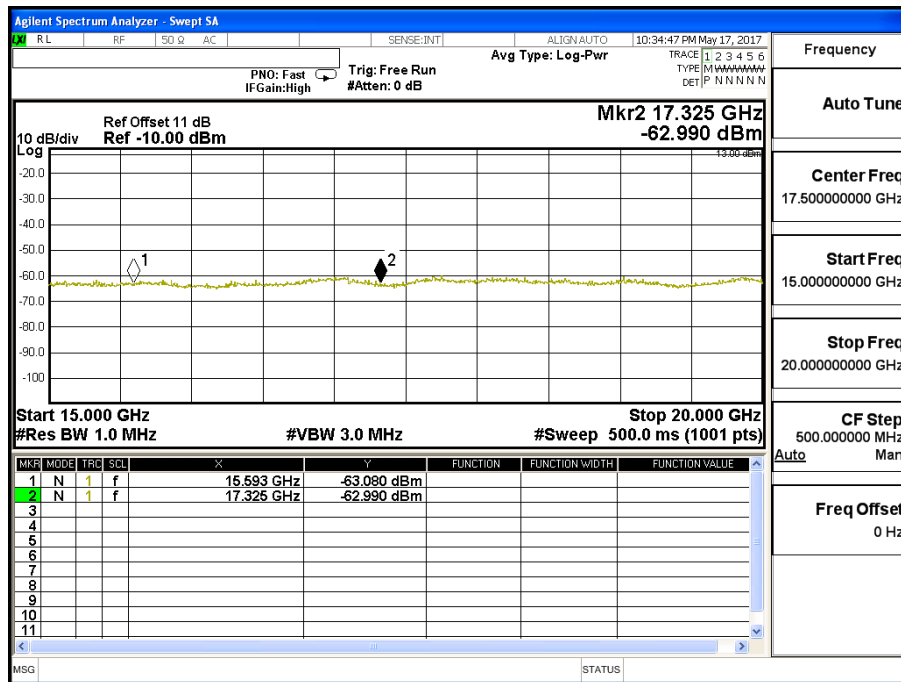 Agilent Spectrum Analyzer - Swept SA
LXI RL RF 50 Ω AC SENSE:INT ALIGNAUTO 10:34:47 PM May 17, 2017
Avg Type: Log-Pwr TRACE 1 2 3 4 5 6
PNO: Fast Trig: Free Run TYPE MWWWWW
IFGain:High #Atten: 0 dB DET P N N N N N
Mkr2 17.325 GHz
Ref Offset 11 dB
10 dB/div Ref -10.00 dBm -62.990 dBm
Log
-13.00 dBm
-20.0
-30.0
-40.0
-50.0
1 2
-60.0
-70.0
-80.0
-90.0
-100
Start 15.000 GHz Stop 20.000 GHz
#Res BW 1.0 MHz #VBW 3.0 MHz #Sweep 500.0 ms (1001 pts)
MKR MODE TRC SCL X Y FUNCTION FUNCTION WIDTH FUNCTION VALUE
1 N 1 f 15.593 GHz -63.080 dBm
2 N 1 f 17.325 GHz -62.990 dBm
3
4
5
6
7
8
9
10
11
MSG STATUS
Frequency
Auto Tune
Center Freq
17.500000000 GHz
Start Freq
15.000000000 GHz
Stop Freq
20.000000000 GHz
CF Step
500.000000 MHz
Auto Man
Freq Offset
0 Hz